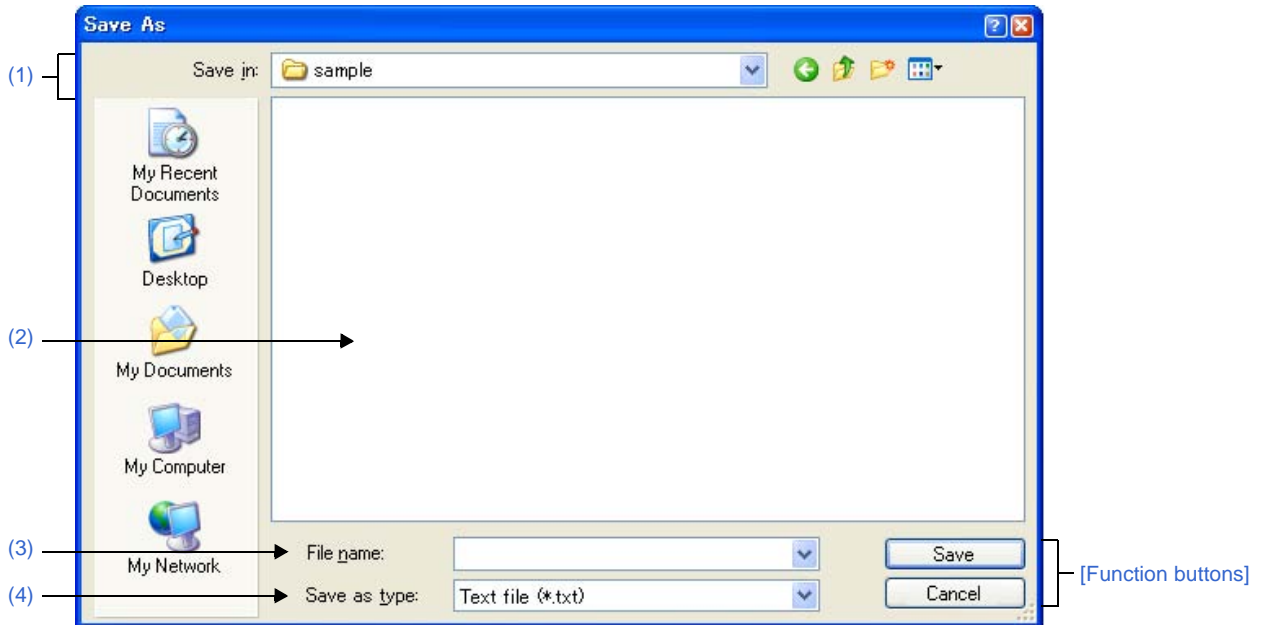 Save As
(1)
Save in:
sample
My Recent
Documents
Desktop
(2)
My Documents
My Computer
My Network
(3)
File name:
Save
(4)
Save as type:
Text file (*.txt)
Cancel
[Function buttons]